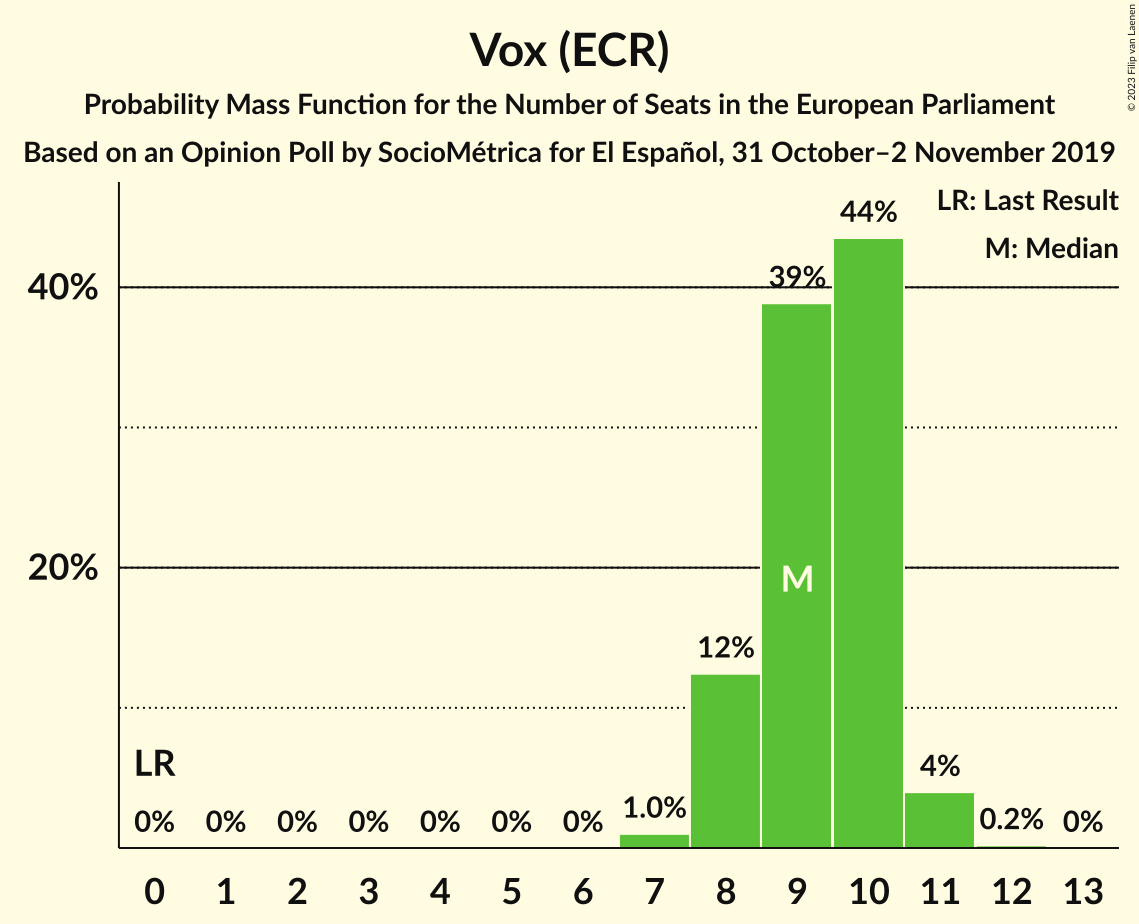 Vox (ECR)
Probability Mass Function for the Number of Seats in the European Parliament
Based on an Opinion Poll by SocioMétrica for El Español, 31 October–2 November 2019
© 2023 Filip van Laenen
LR: Last Result
M: Median
44%
39%
40%
20%
M
12%
LR
4%
0% 0% 0% 0% 0% 0% 0% 1.0% 0.2% 0%
0 1 2 3 4 5 6 7 8 9 10 11 12 13